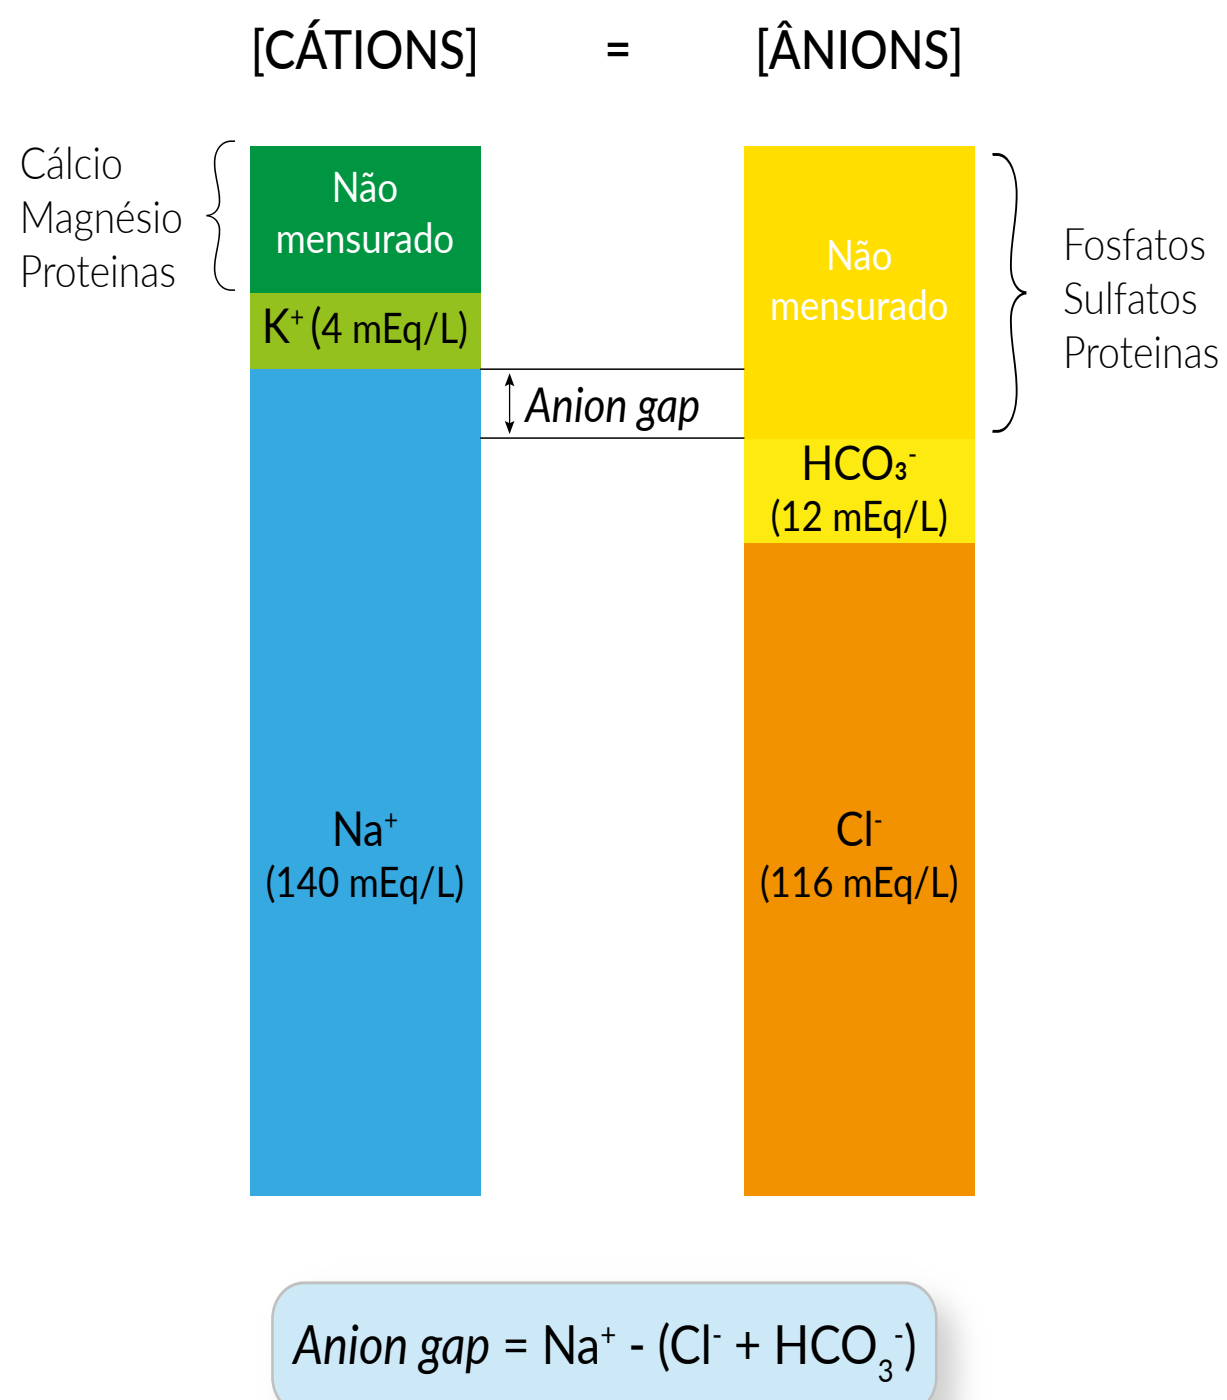 [CÁTIONS] = [ÂNIONS]
Cálcio
Magnésio
Proteinas
Não
mensurado
K⁺ (4 mEq/L)
Na⁺
(140 mEq/L)
Anion gap
Não
mensurado
HCO₃⁻
(12 mEq/L)
Cl⁻
(116 mEq/L)
Fosfatos
Sulfatos
Proteinas
Anion gap = Na⁺ - (Cl⁻ + HCO₃⁻)